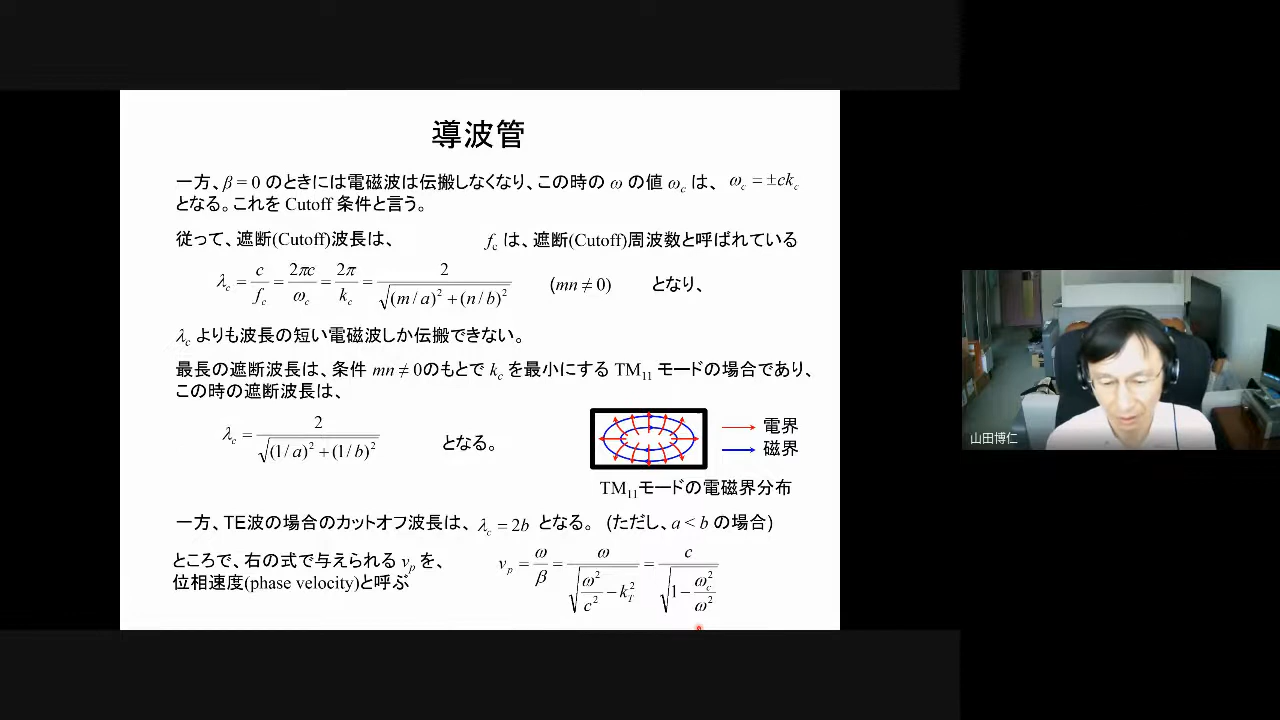 導波管
一方、β = 0 のときには電磁波は伝搬しなくなり、この時の ω の値 ω_c は、 ω_c = ±ck_c
となる。これを Cutoff 条件と言う。
従って、遮断(Cutoff)波長は、 f_c は、遮断(Cutoff)周波数と呼ばれている
λ_c = c/f_c = 2πc/ω_c = 2π/k_c = 2/√((m/a)² + (n/b)²) (mn ≠ 0) となり、
λ_c よりも波長の短い電磁波しか伝搬できない。
最長の遮断波長は、条件 mn ≠ 0のもとで k_c を最小にする TM₁₁ モードの場合であり、
この時の遮断波長は、
λ_c = 2/√((1/a)² + (1/b)²) となる。
電界
磁界
TM₁₁モードの電磁界分布
一方、TE波の場合のカットオフ波長は、 λ_c = 2b となる。 (ただし、a < b の場合)
ところで、右の式で与えられる v_p を、
位相速度(phase velocity)と呼ぶ
v_p = ω/β = ω/√(ω²/c² − k_T²) = c/√(1 − ω_c²/ω²)
山田博仁